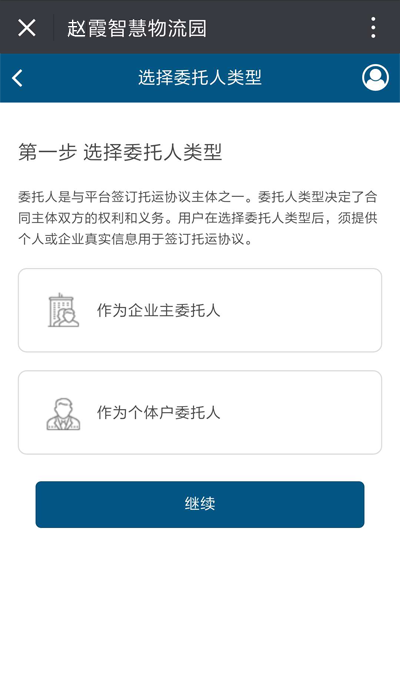 赵霞智慧物流园
选择委托人类型
第一步 选择委托人类型
委托人是与平台签订托运协议主体之一。委托人类型决定了合
同主体双方的权利和义务。用户在选择委托人类型后，须提供
个人或企业真实信息用于签订托运协议。
作为企业主委托人
作为个体户委托人
继续